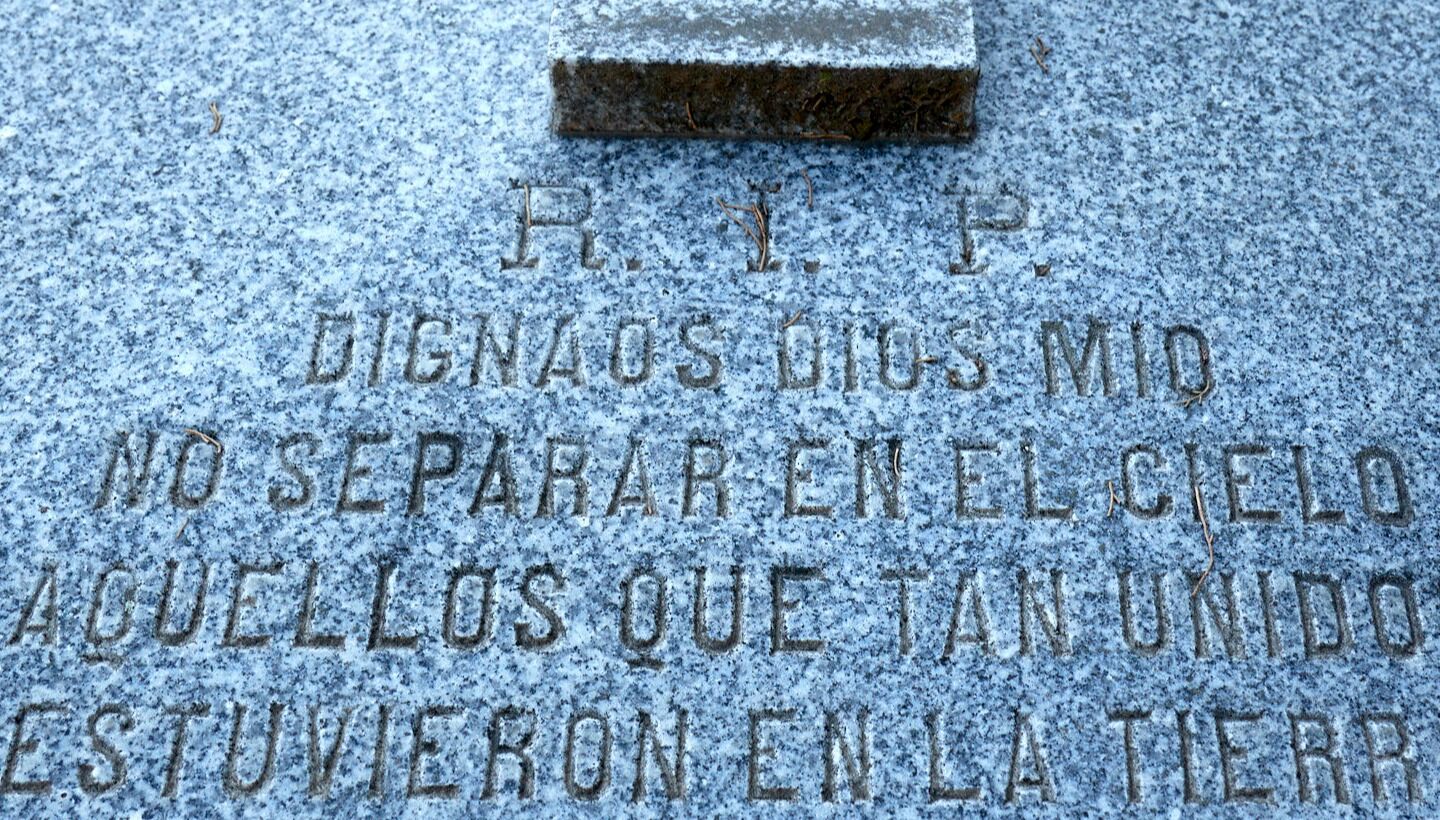 R. I. P.
DIGNAOS DIOS MIO
NO SEPARAR EN EL CIELO
AQUELLOS QUE TAN UNIDO
ESTUVIERON EN LA TIERR